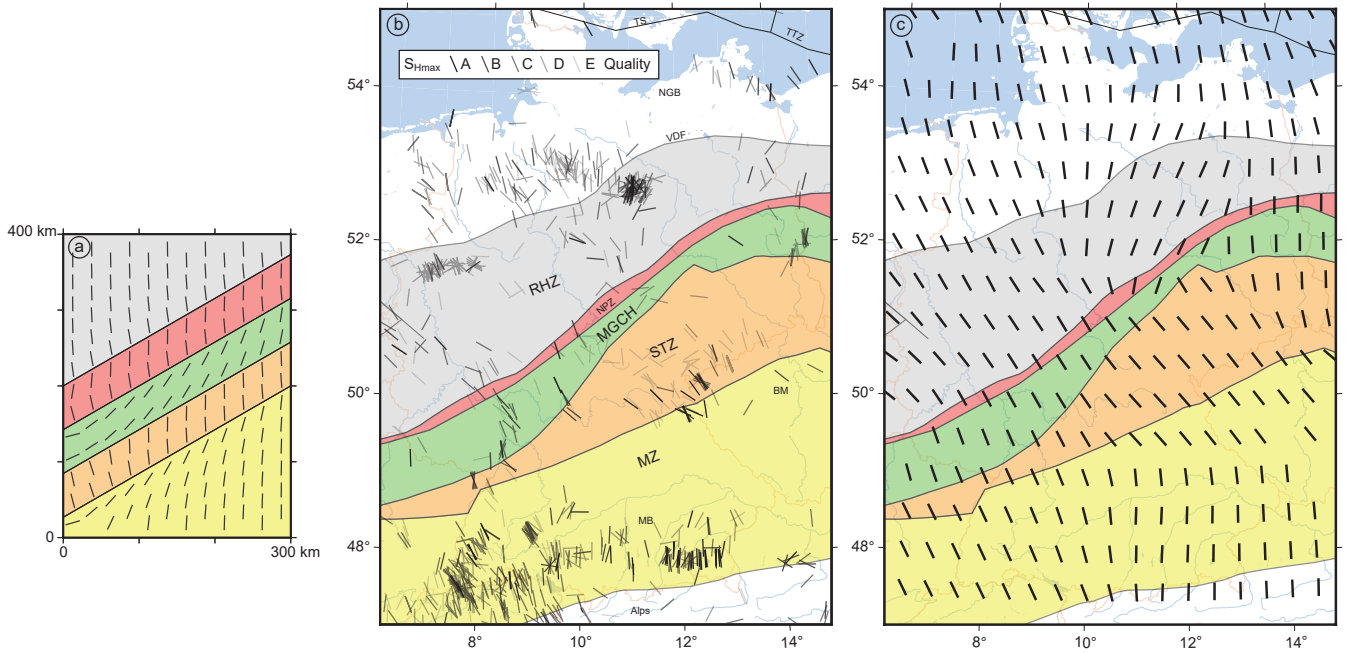 a
400 km
0
0
300 km
b
TS
TTZ
SHmax A B C D E Quality
54°
NGB
VDF
52°
RHZ
NPZ
MGCH
STZ
50°
BM
MZ
MB
48°
Alps
8°
10°
12°
14°
c
54°
52°
50°
48°
8°
10°
12°
14°